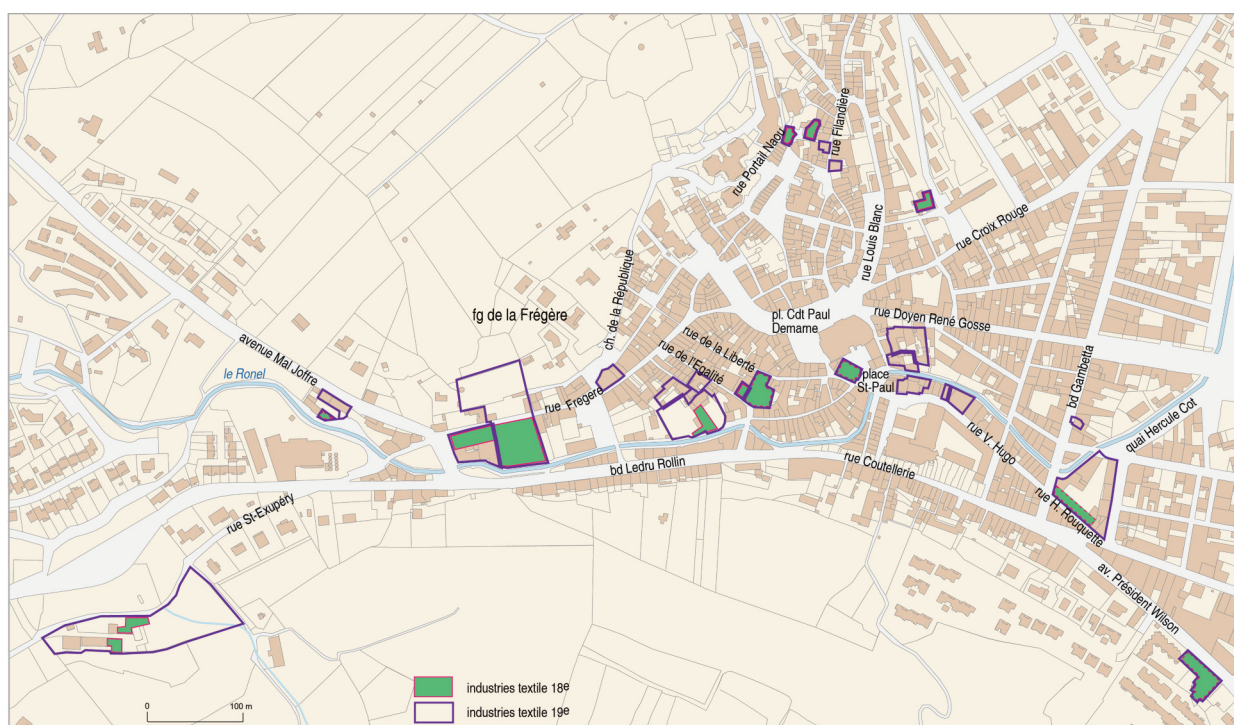 rue Filandière
rue Portail Naou
rue Louis Blanc
rue Croix Rouge
ch. de la République
fg de la Frégère
pl. Cdt Paul
Demarne
rue Doyen René Gosse
avenue Mal Joffre
le Ronel
rue de la Liberté
rue de l'Egalité
place
St-Paul
bd Gambetta
rue Fregere
quai Hercule Cot
rue V. Hugo
bd Ledru Rollin
rue Coutellerie
rue H. Rouquette
rue St-Exupéry
av. Président Wilson
industries textile 18e
industries textile 19e
0 100 m